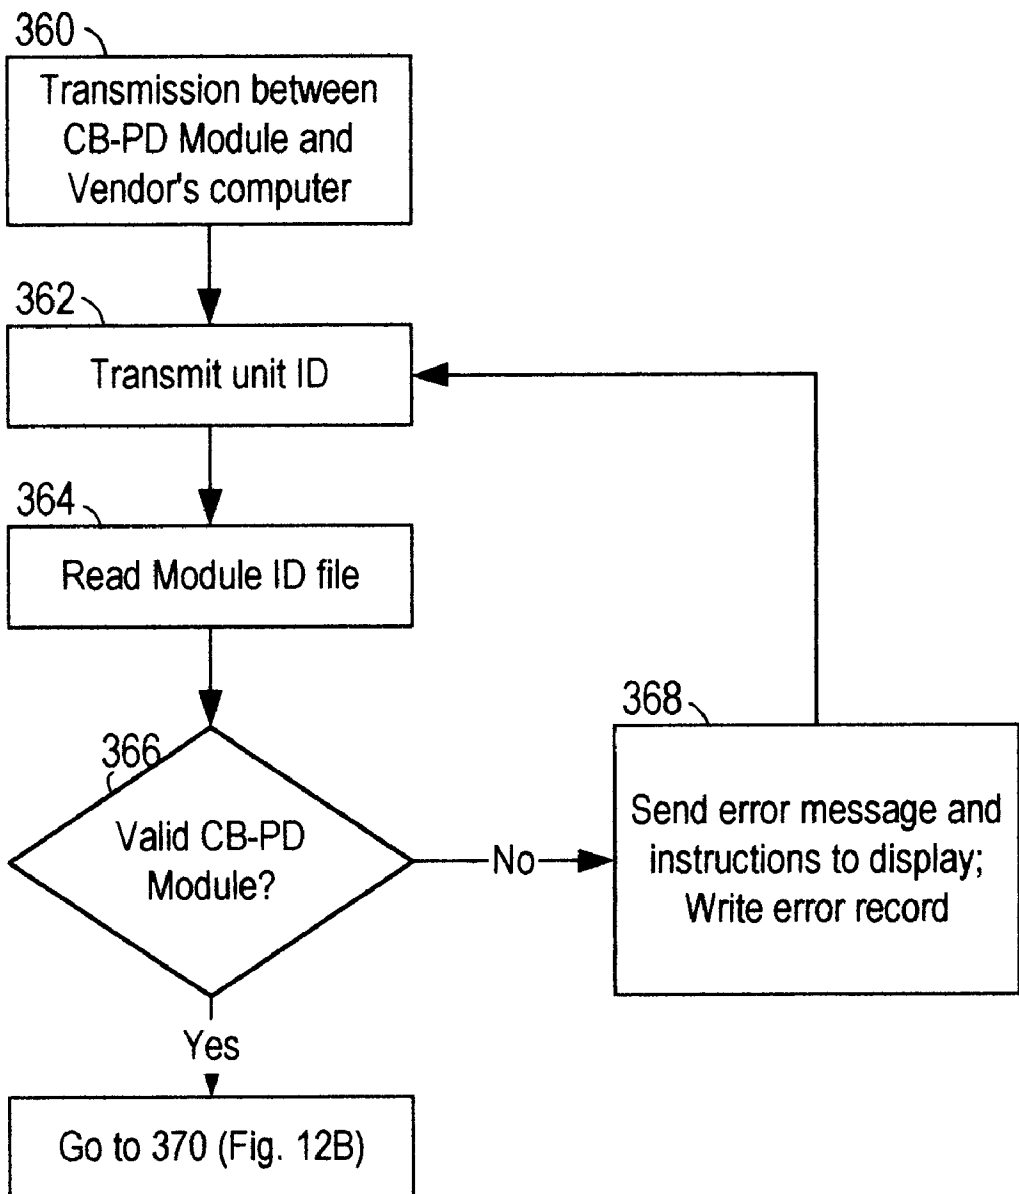 360
Transmission between
CB-PD Module and
Vendor's computer
362
Transmit unit ID
364
Read Module ID file
366
Valid CB-PD
Module?
No
368
Send error message and
instructions to display;
Write error record
Yes
Go to 370 (Fig. 12B)